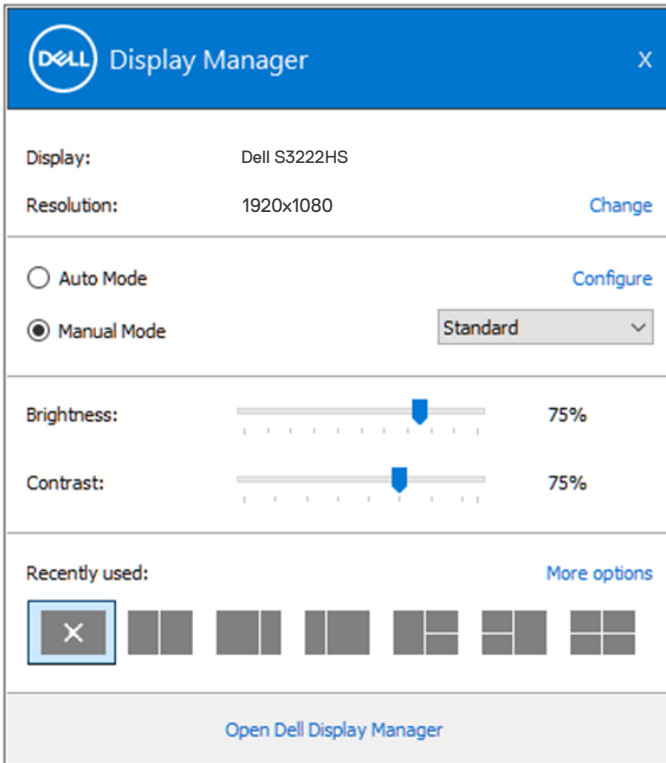 DELL Display Manager X
Display: Dell S3222HS
Resolution: 1920x1080 Change
Auto Mode Configure
Manual Mode Standard
Brightness: 75%
Contrast: 75%
Recently used: More options
Open Dell Display Manager